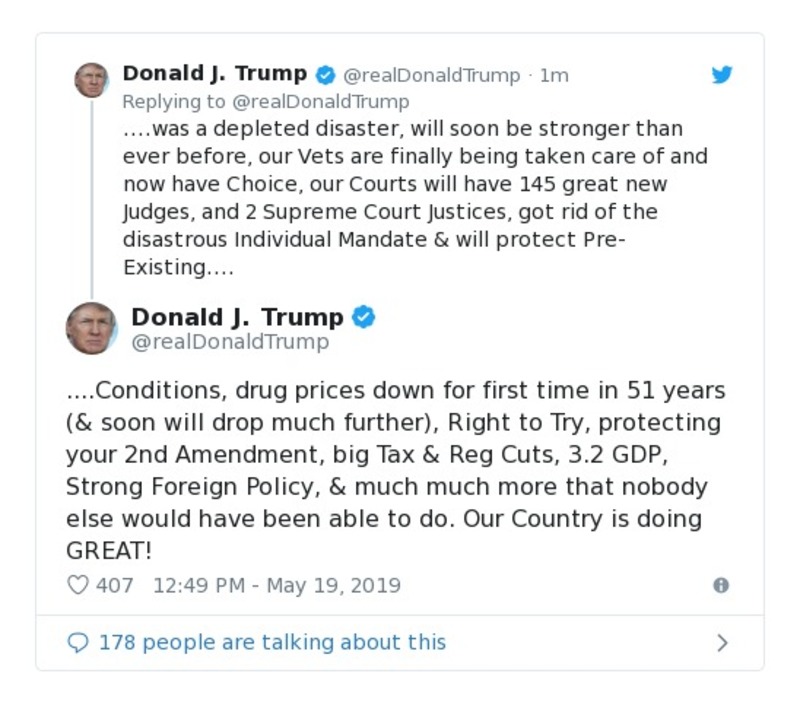 Donald J. Trump @realDonaldTrump · 1m
Replying to @realDonaldTrump
....was a depleted disaster, will soon be stronger than
ever before, our Vets are finally being taken care of and
now have Choice, our Courts will have 145 great new
Judges, and 2 Supreme Court Justices, got rid of the
disastrous Individual Mandate & will protect Pre-
Existing....
Donald J. Trump
@realDonaldTrump
....Conditions, drug prices down for first time in 51 years
(& soon will drop much further), Right to Try, protecting
your 2nd Amendment, big Tax & Reg Cuts, 3.2 GDP,
Strong Foreign Policy, & much much more that nobody
else would have been able to do. Our Country is doing
GREAT!
407 12:49 PM - May 19, 2019
178 people are talking about this